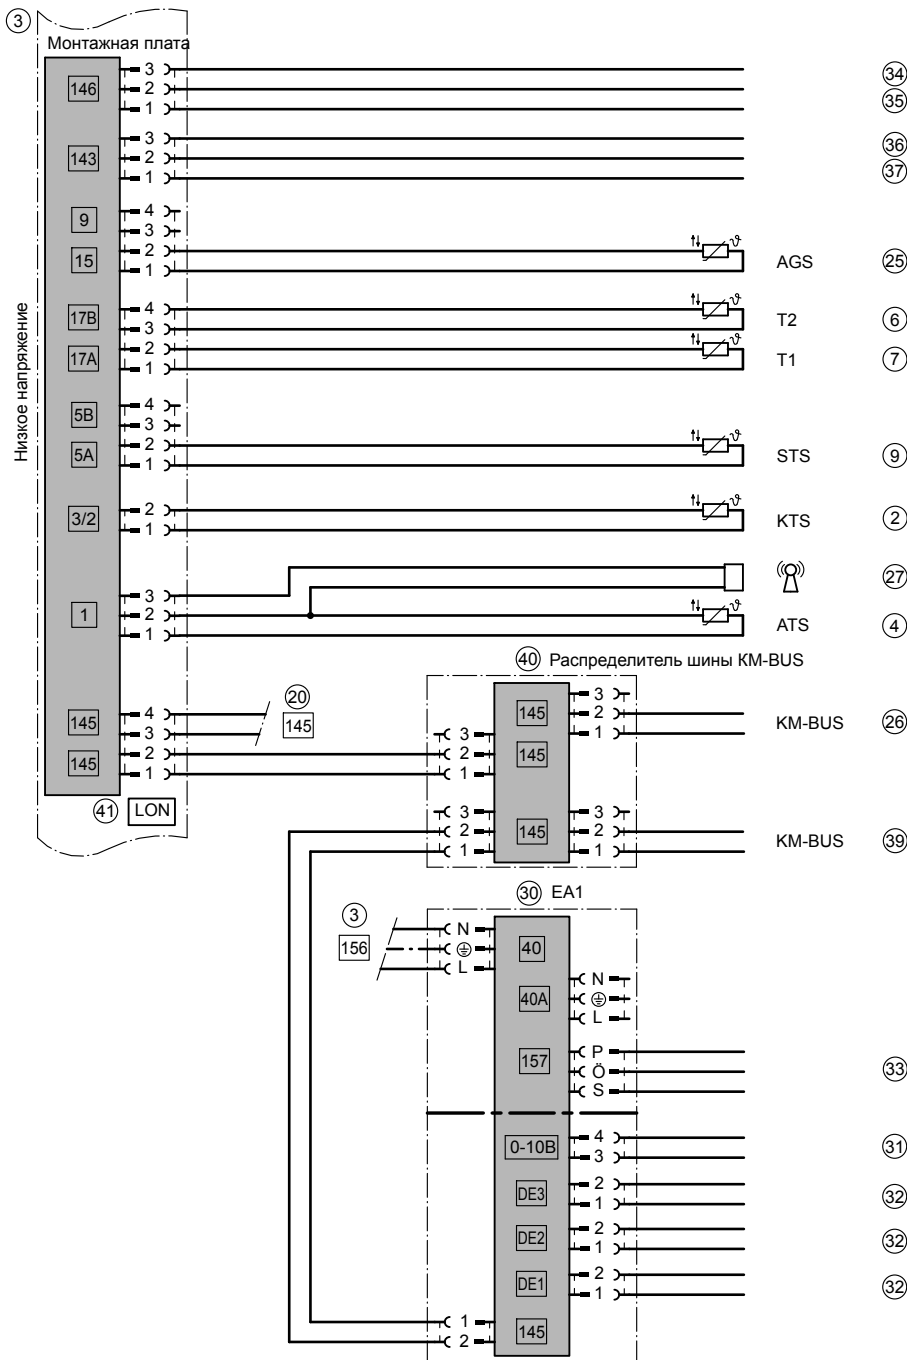 3
Монтажная плата
Низкое напряжение
146
3
2
1
34
35
143
3
2
1
36
37
9
4
3
15
2
1
ϑ
AGS
25
17B
4
3
ϑ
T2
6
17A
2
1
ϑ
T1
7
5B
4
3
5A
2
1
ϑ
STS
9
3/2
2
1
ϑ
KTS
2
27
1
3
2
1
ϑ
ATS
4
40 Распределитель шины KM-BUS
145
4
3
20
145
145
2
1
41 LON
3
2
1
145
145
3
2
1
KM-BUS
26
3
2
1
145
3
2
1
KM-BUS
39
30 EA1
3
156
N
L
40
40A
N
L
157
P
Ö
S
33
0-10В
4
3
31
DE3
2
1
32
DE2
2
1
32
DE1
2
1
32
1
2
145